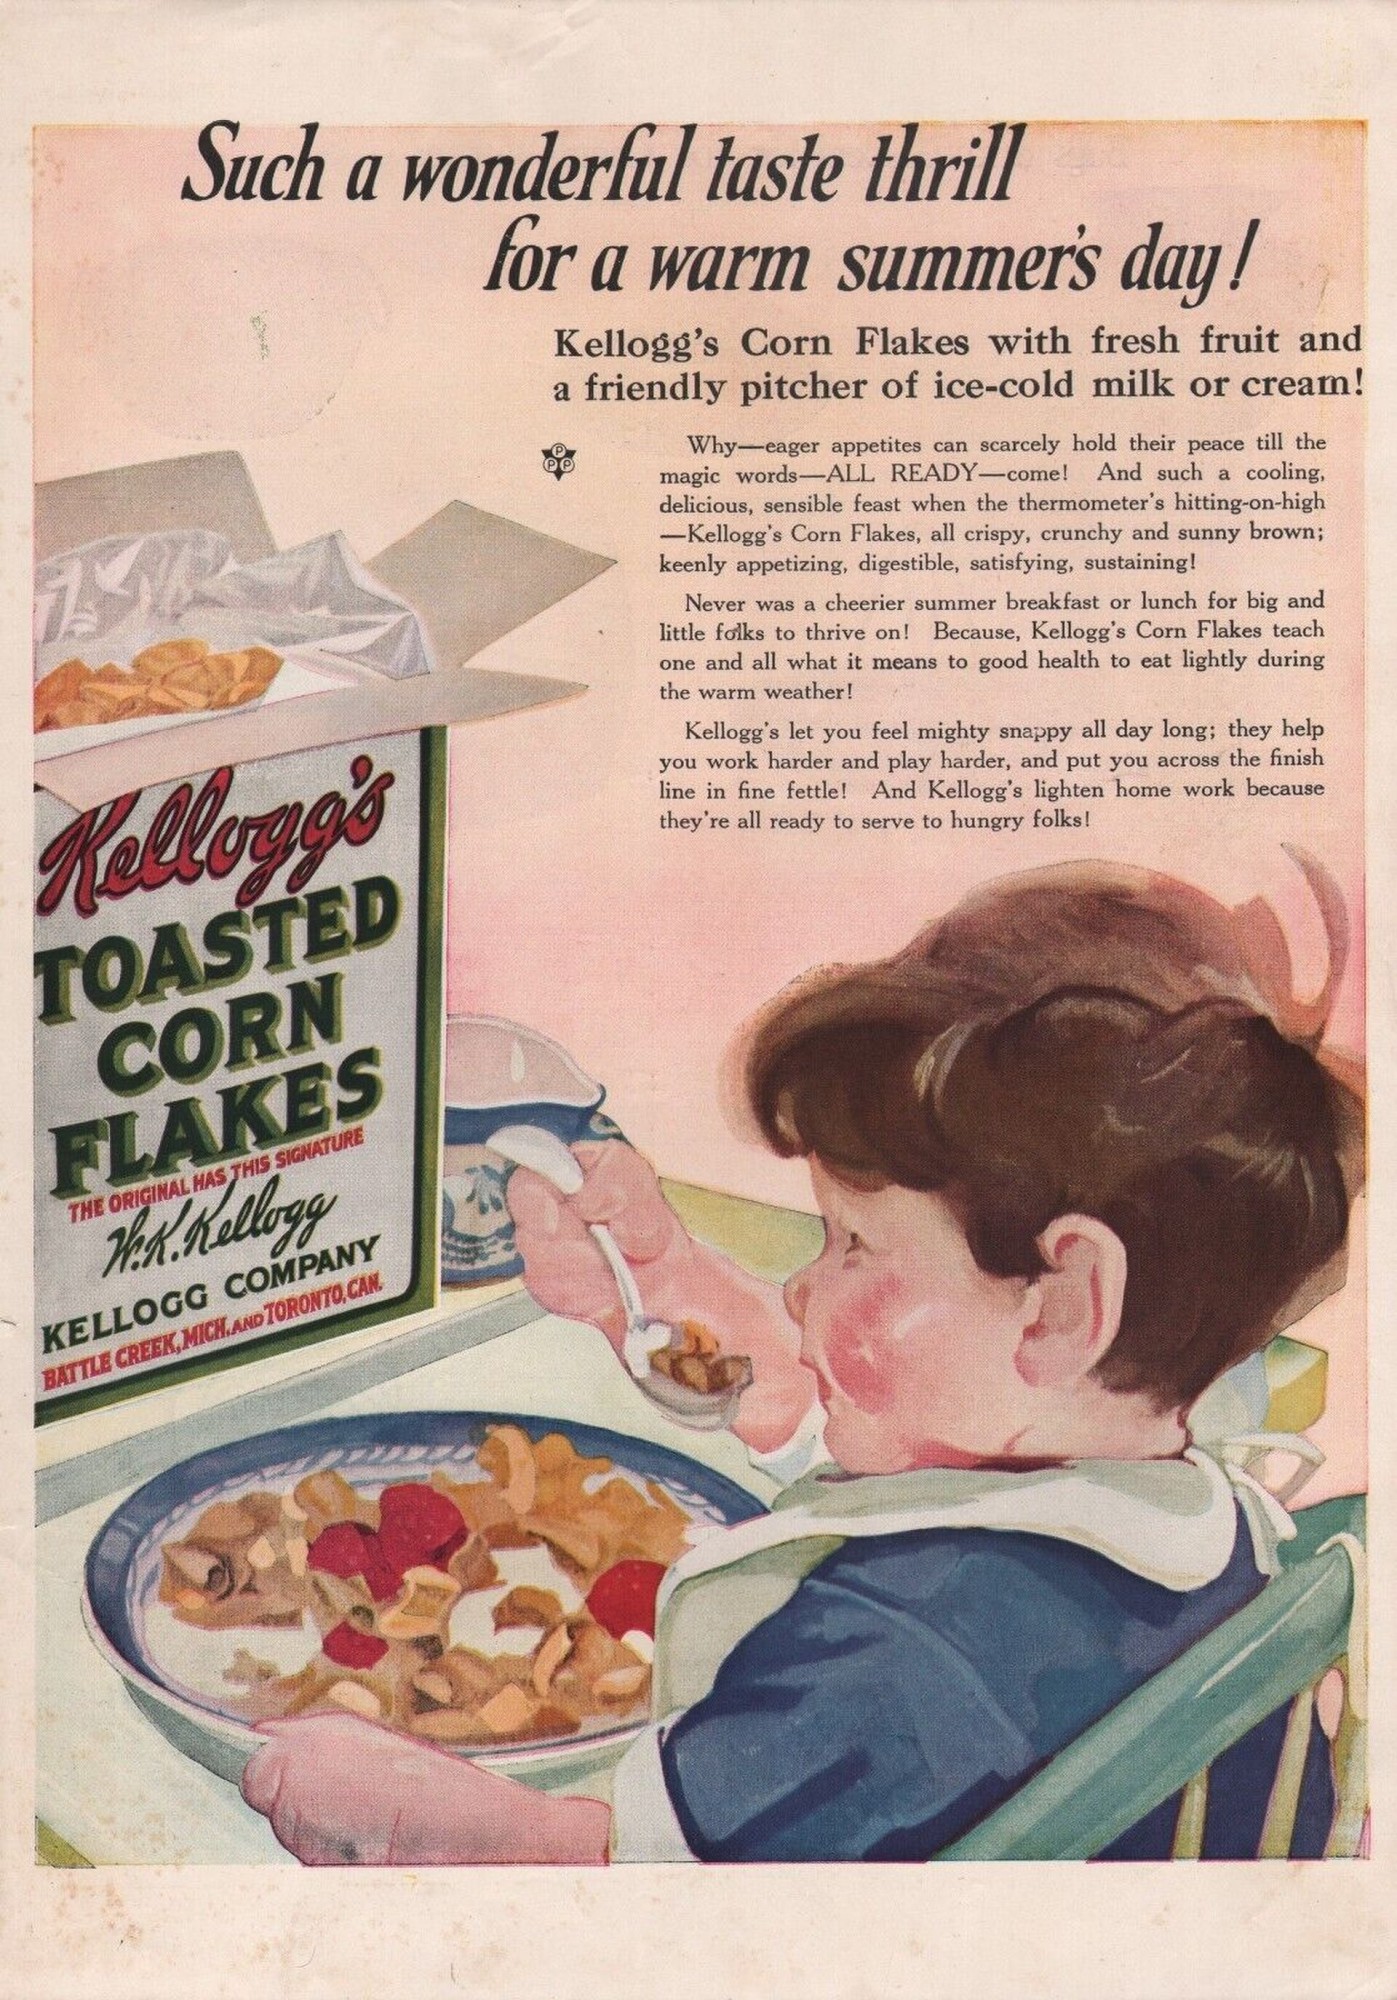 Such a wonderful taste thrill
for a warm summer's day!
Kellogg's Corn Flakes with fresh fruit and
a friendly pitcher of ice-cold milk or cream!
P
P P
Why—eager appetites can scarcely hold their peace till the
magic words—ALL READY—come! And such a cooling,
delicious, sensible feast when the thermometer's hitting-on-high
—Kellogg's Corn Flakes, all crispy, crunchy and sunny brown;
keenly appetizing, digestible, satisfying, sustaining!
Never was a cheerier summer breakfast or lunch for big and
little folks to thrive on! Because, Kellogg's Corn Flakes teach
one and all what it means to good health to eat lightly during
the warm weather!
Kellogg's let you feel mighty snappy all day long; they help
you work harder and play harder, and put you across the finish
line in fine fettle! And Kellogg's lighten home work because
they're all ready to serve to hungry folks!
Kellogg's
TOASTED
CORN
FLAKES
THE ORIGINAL HAS THIS SIGNATURE
W.K.Kellogg
KELLOGG COMPANY
BATTLE CREEK, MICH. AND TORONTO, CAN.